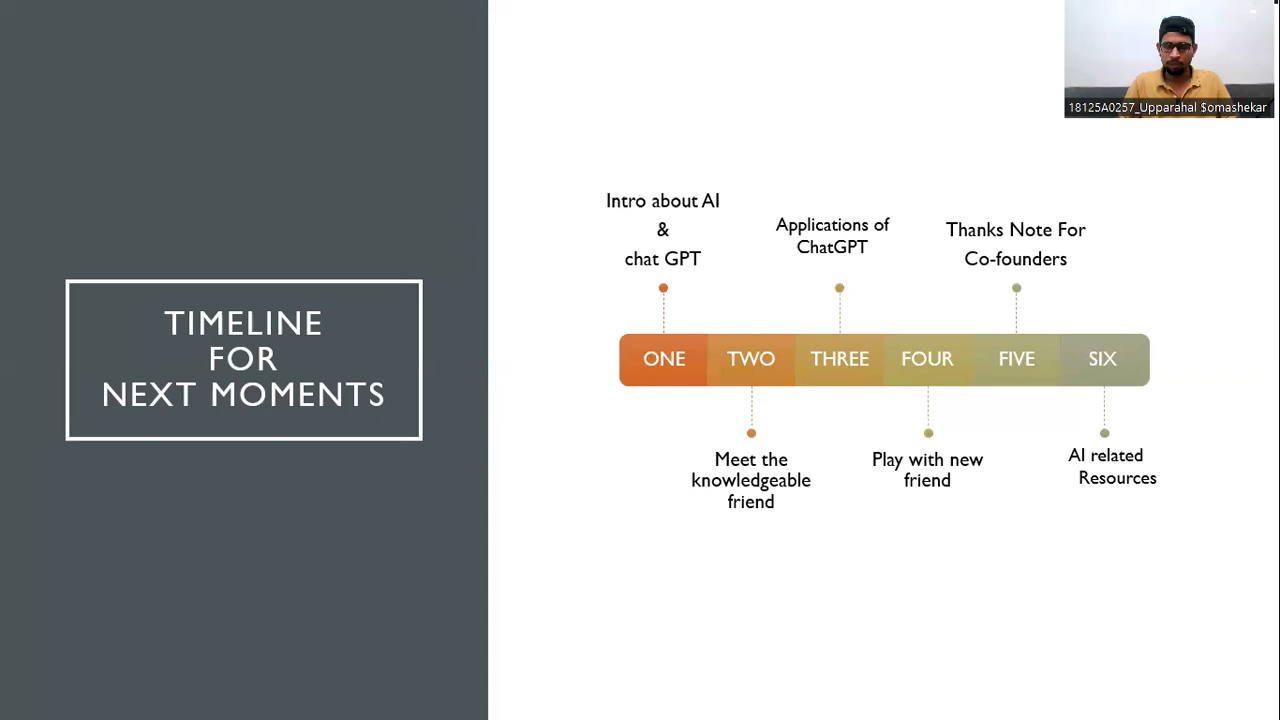 18125A0257_Upparahal Somashekar
TIMELINE
FOR
NEXT MOMENTS
Intro about AI
&
chat GPT
Applications of
ChatGPT
Thanks Note For
Co-founders
ONE TWO THREE FOUR FIVE SIX
Meet the
knowledgeable
friend
Play with new
friend
AI related
Resources